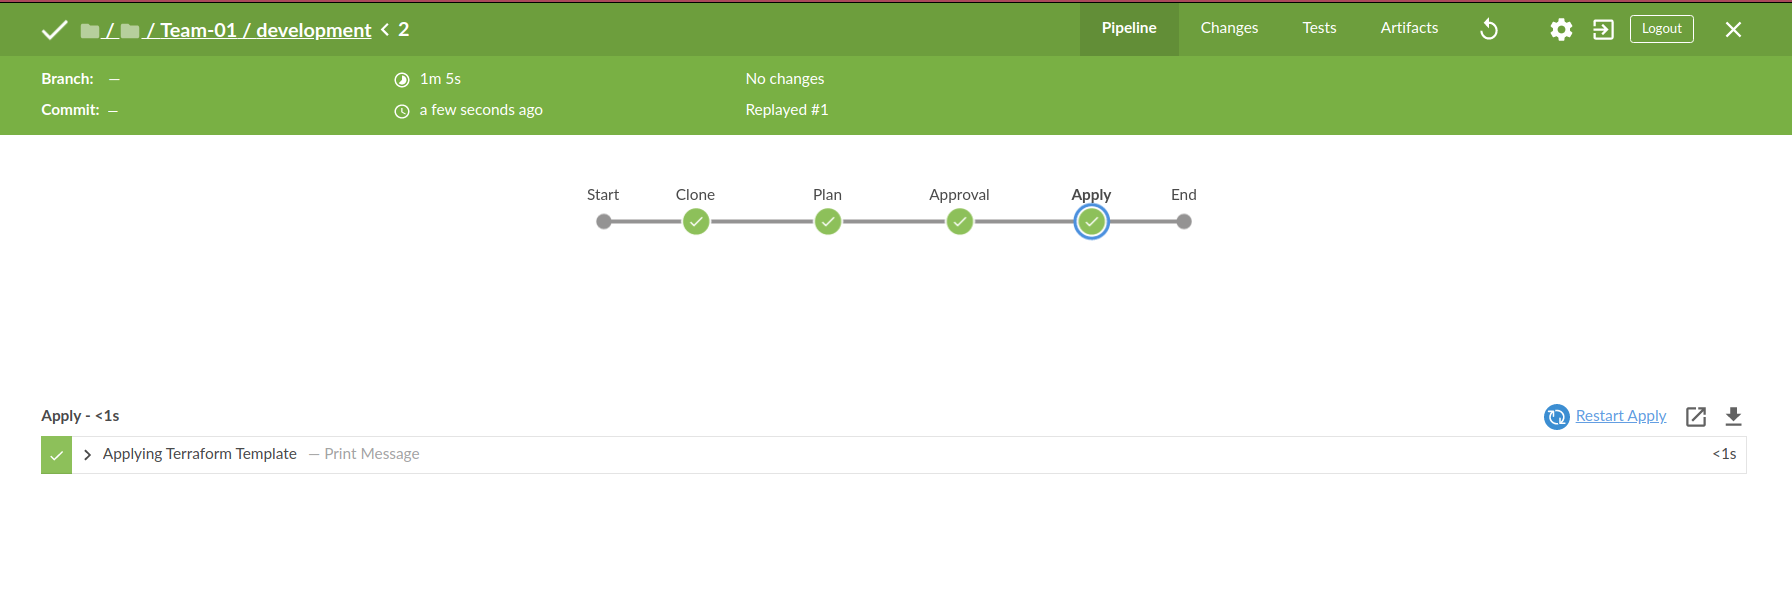 / / Team-01 / development < 2
Pipeline Changes Tests Artifacts Logout
Branch: — 1m 5s No changes
Commit: — a few seconds ago Replayed #1
Start Clone Plan Approval Apply End
Apply - <1s Restart Apply
Applying Terraform Template — Print Message <1s